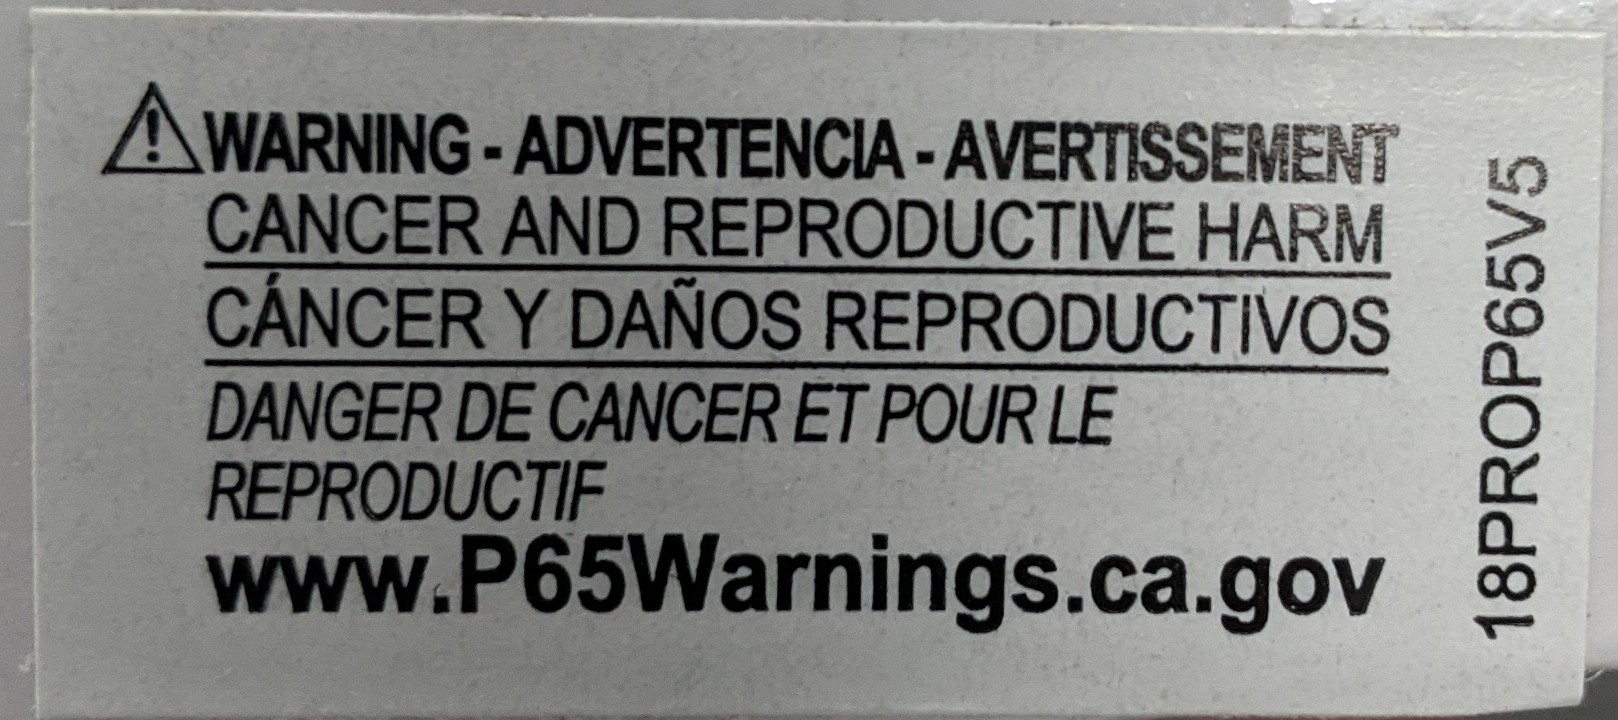 WARNING - ADVERTENCIA - AVERTISSEMENT
CANCER AND REPRODUCTIVE HARM
CÁNCER Y DAÑOS REPRODUCTIVOS
DANGER DE CANCER ET POUR LE
REPRODUCTIF
www.P65Warnings.ca.gov
18PROP65V5